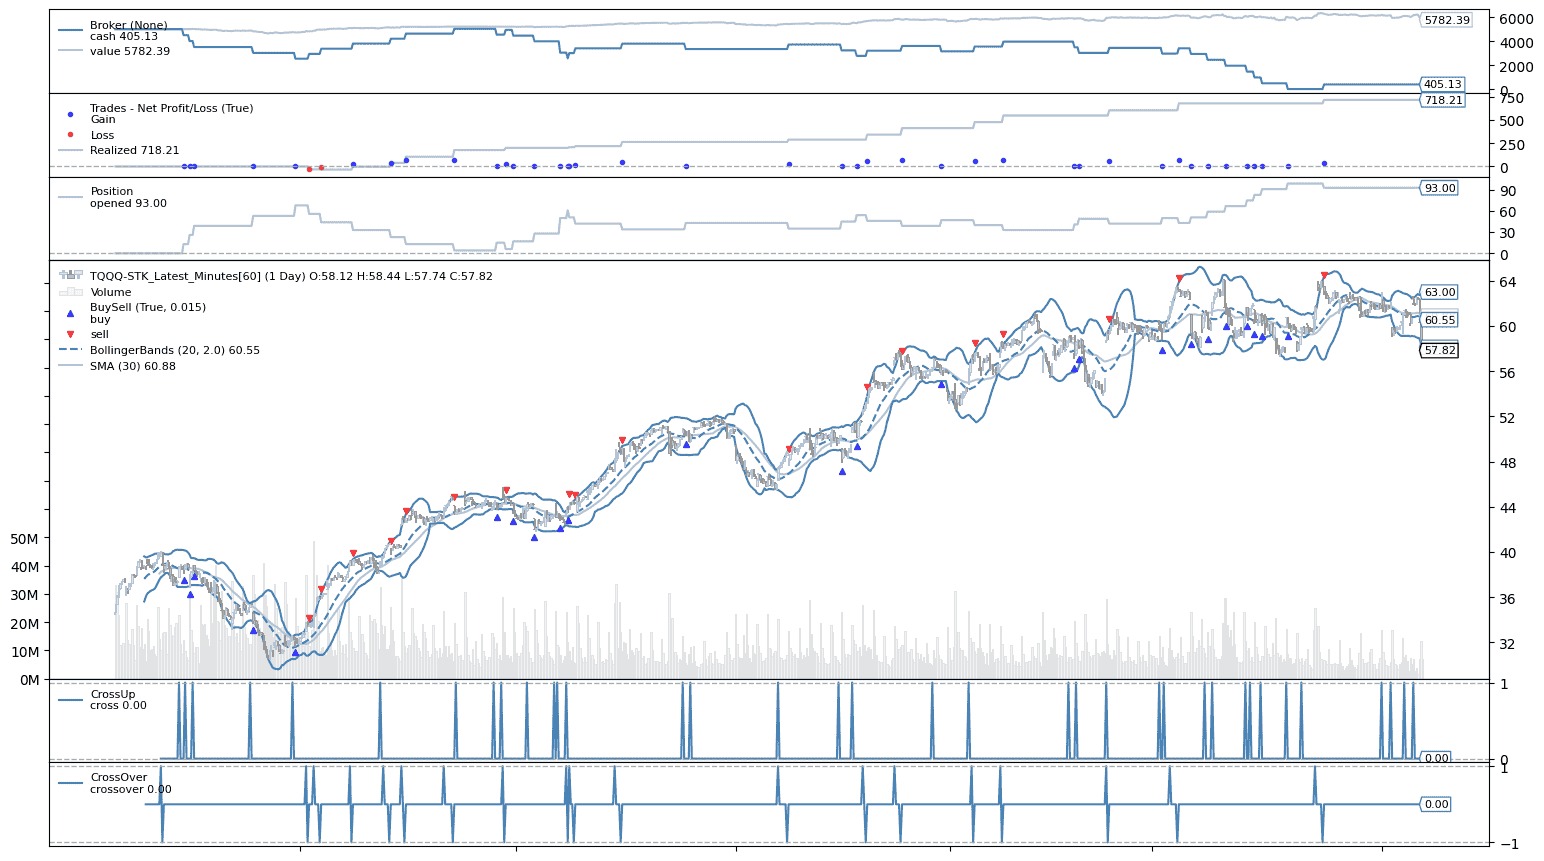 Broker (None)
cash 405.13
value 5782.39
5782.39
405.13
6000
4000
2000
0
Trades - Net Profit/Loss (True)
Gain
Loss
Realized 718.21
718.21
750
500
250
0
Position
opened 93.00
93.00
90
60
30
0
TQQQ-STK_Latest_Minutes[60] (1 Day) O:58.12 H:58.44 L:57.74 C:57.82
Volume
BuySell (True, 0.015)
buy
sell
BollingerBands (20, 2.0) 60.55
SMA (30) 60.88
63.00
60.55
57.82
64
60
56
52
48
44
40
36
32
50M
40M
30M
20M
10M
0M
CrossUp
cross 0.00
0.00
1
0
CrossOver
crossover 0.00
0.00
1
−1